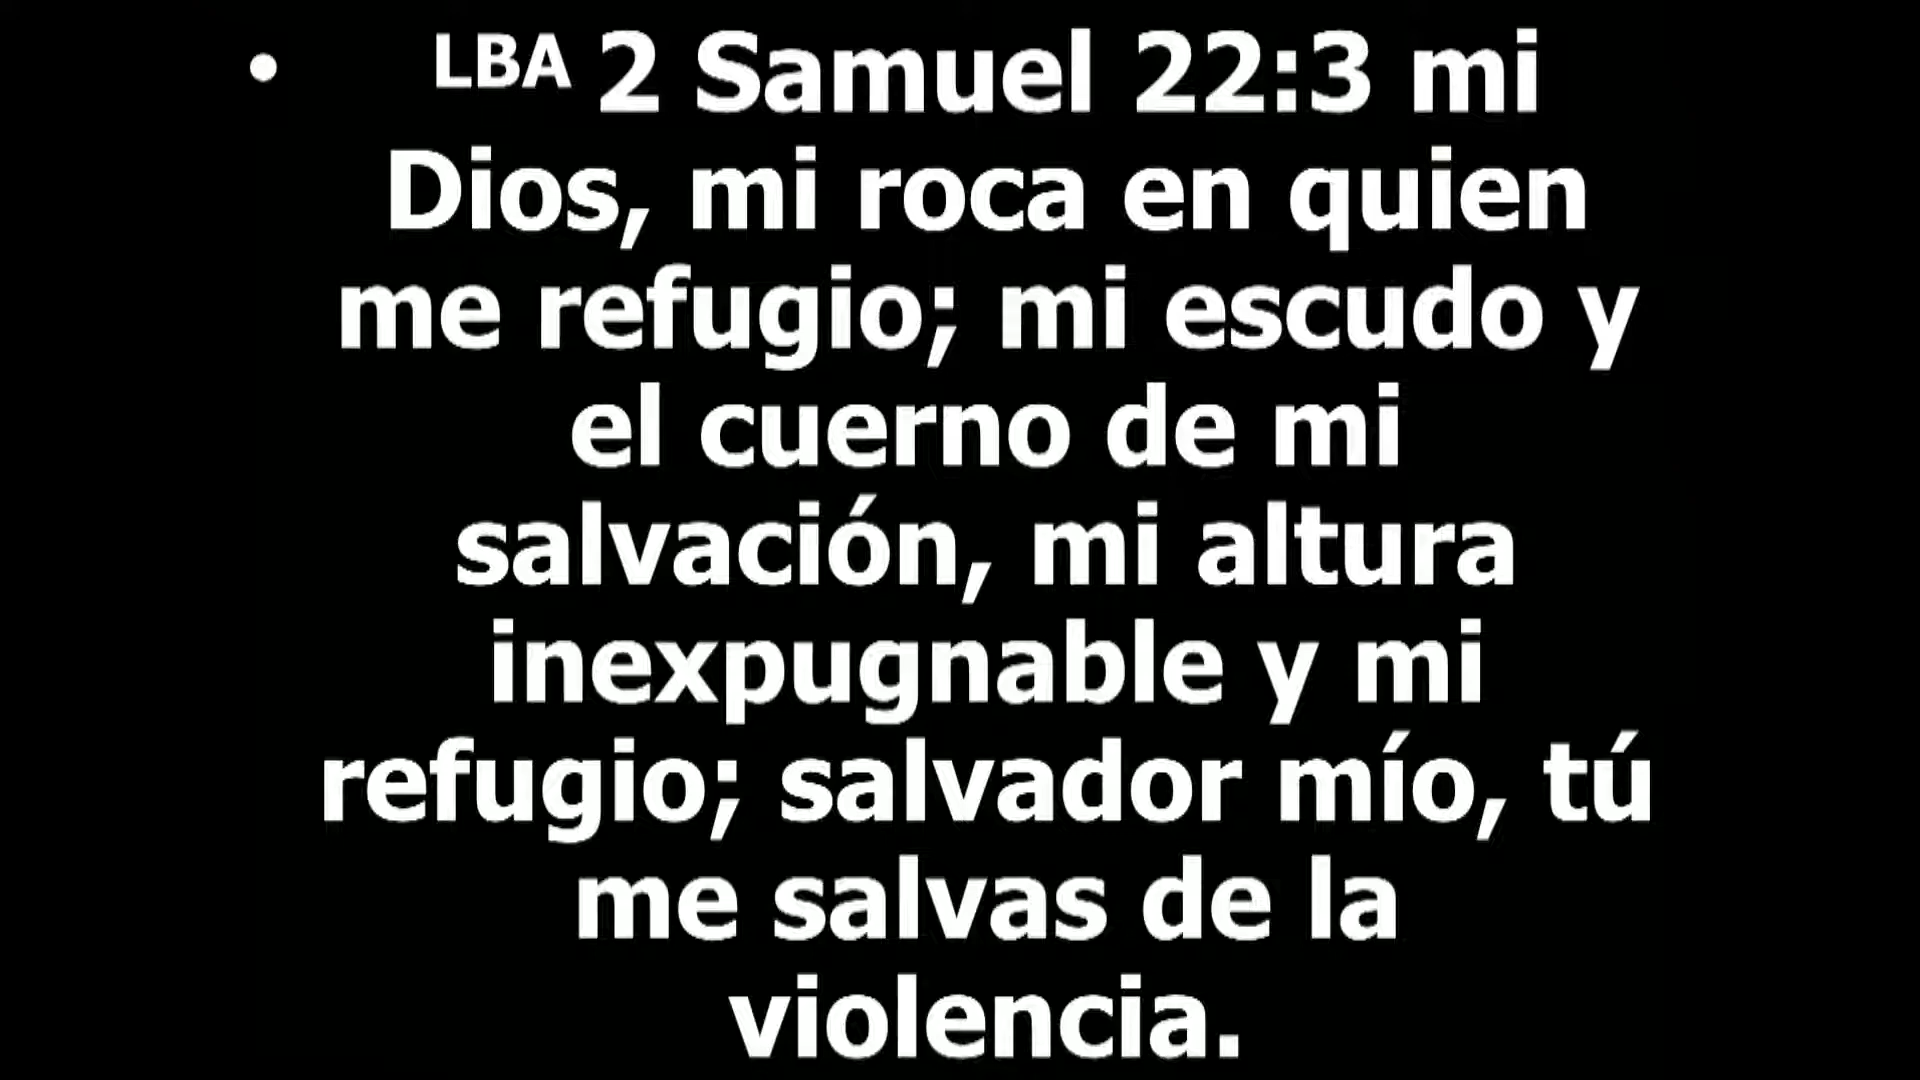 • LBA 2 Samuel 22:3 mi
Dios, mi roca en quien
me refugio; mi escudo y
el cuerno de mi
salvación, mi altura
inexpugnable y mi
refugio; salvador mío, tú
me salvas de la
violencia.